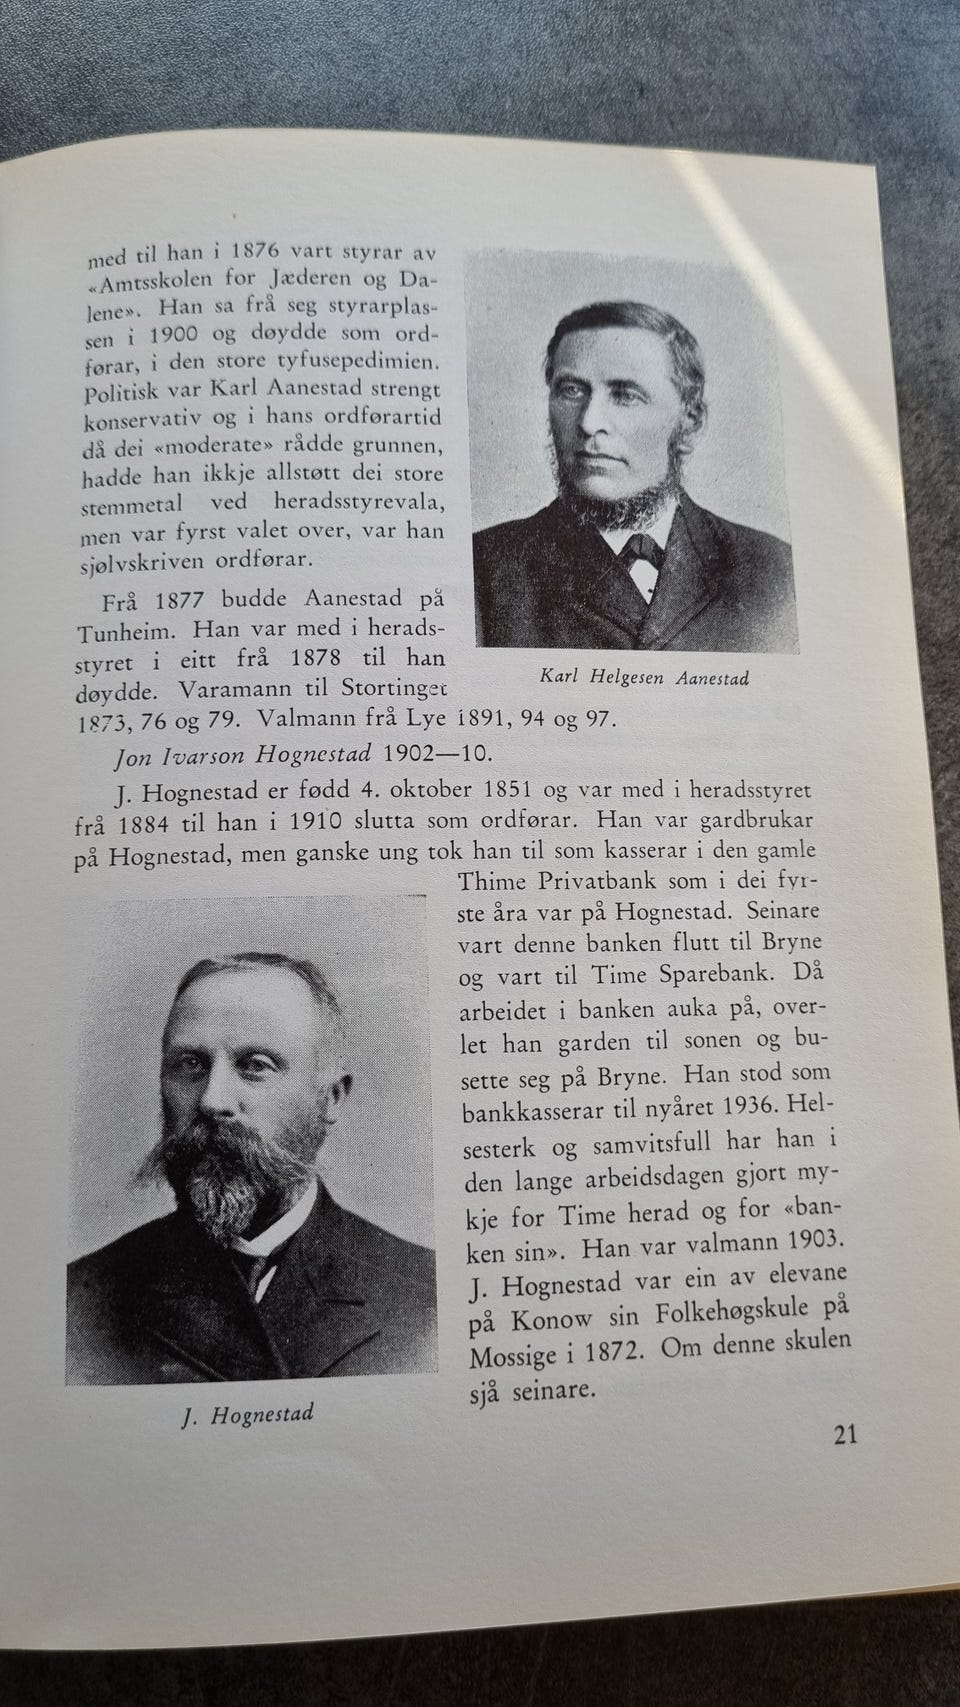 med til han i 1876 vart styrar av
«Amtsskolen for Jæderen og Da-
lene». Han sa frå seg styrarplas-
sen i 1900 og døydde som ord-
førar, i den store tyfusepedimien.
Politisk var Karl Aanestad strengt
konservativ og i hans ordførartid
då dei «moderate» rådde grunnen,
hadde han ikkje allstøtt dei store
stemmetal ved heradsstyrevala,
men var fyrst valet over, var han
sjølvskriven ordførar.
Frå 1877 budde Aanestad på
Tunheim. Han var med i herads-
styret i eitt frå 1878 til han
døydde. Varamann til Stortinget
1873, 76 og 79. Valmann frå Lye 1891, 94 og 97.
Karl Helgesen Aanestad
Jon Ivarson Hognestad 1902—10.
J. Hognestad er fødd 4. oktober 1851 og var med i heradsstyret
frå 1884 til han i 1910 slutta som ordførar. Han var gardbrukar
på Hognestad, men ganske ung tok han til som kasserar i den gamle
Thime Privatbank som i dei fyr-
ste åra var på Hognestad. Seinare
vart denne banken flutt til Bryne
og vart til Time Sparebank. Då
arbeidet i banken auka på, over-
let han garden til sonen og bu-
sette seg på Bryne. Han stod som
bankkasserar til nyåret 1936. Hel-
sesterk og samvitsfull har han i
den lange arbeidsdagen gjort my-
kje for Time herad og for «ban-
ken sin». Han var valmann 1903.
J. Hognestad var ein av elevane
på Konow sin Folkehøgskule på
Mossige i 1872. Om denne skulen
sjå seinare.
J. Hognestad
21